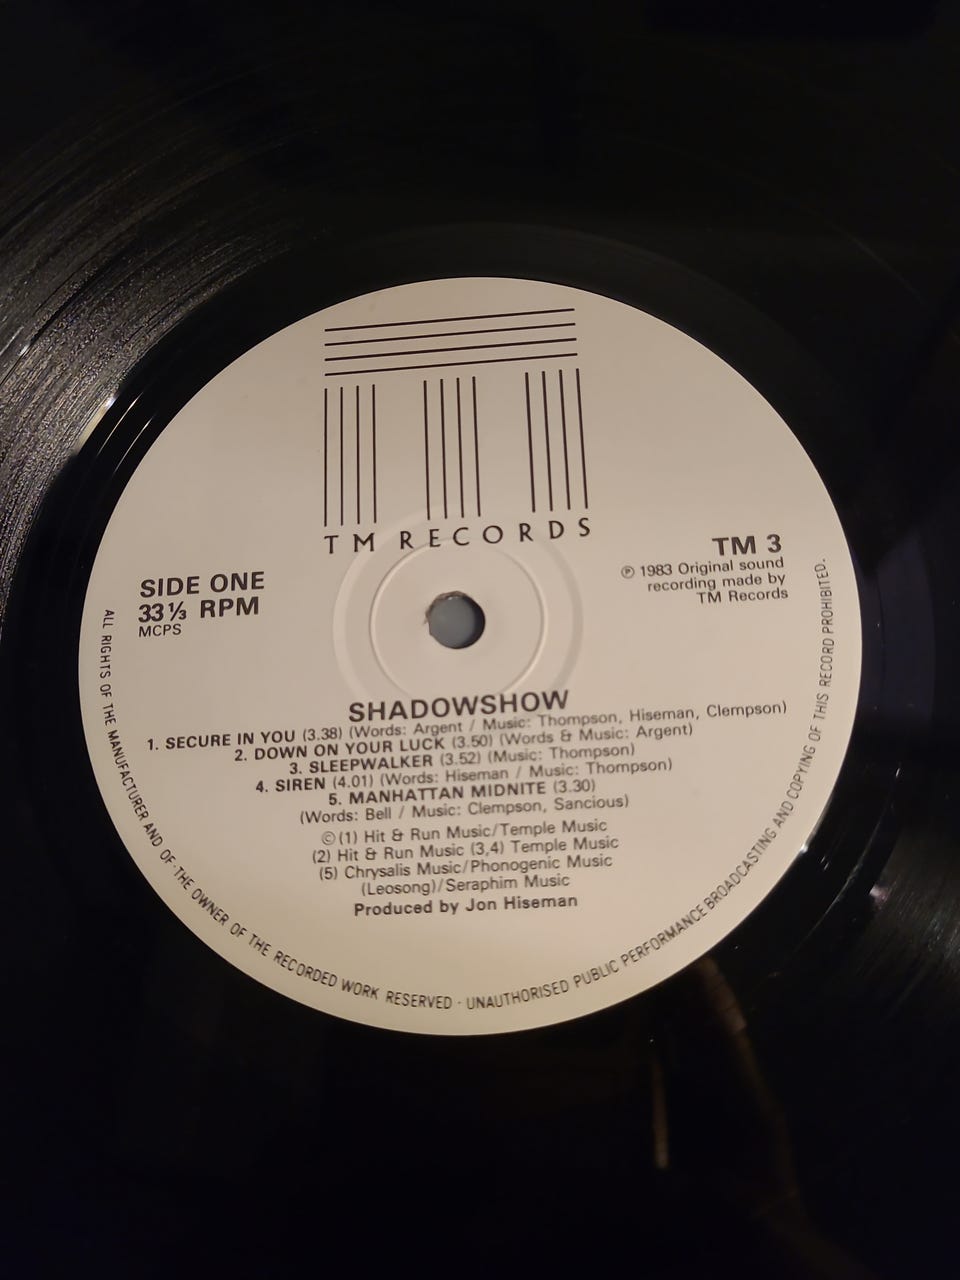 TM RECORDS
SIDE ONE
33⅓ RPM
MCPS
TM 3
℗ 1983 Original sound
recording made by
TM Records
SHADOWSHOW
1. SECURE IN YOU (3.38) (Words: Argent / Music: Thompson, Hiseman, Clempson)
2. DOWN ON YOUR LUCK (3.50) (Words & Music: Argent)
3. SLEEPWALKER (3.52) (Music: Thompson)
4. SIREN (4.01) (Words: Hiseman / Music: Thompson)
5. MANHATTAN MIDNITE (3.30)
(Words: Bell / Music: Clempson, Sancious)
©(1) Hit & Run Music/Temple Music
(2) Hit & Run Music (3,4) Temple Music
(5) Chrysalis Music/Phonogenic Music
(Leosong)/Seraphim Music
Produced by Jon Hiseman
ALL RIGHTS OF THE MANUFACTURER AND OF·THE OWNER OF THE RECORDED WORK RESERVED · UNAUTHORISED PUBLIC PERFORMANCE BROADCASTING AND COPYING OF THIS RECORD PROHIBITED.